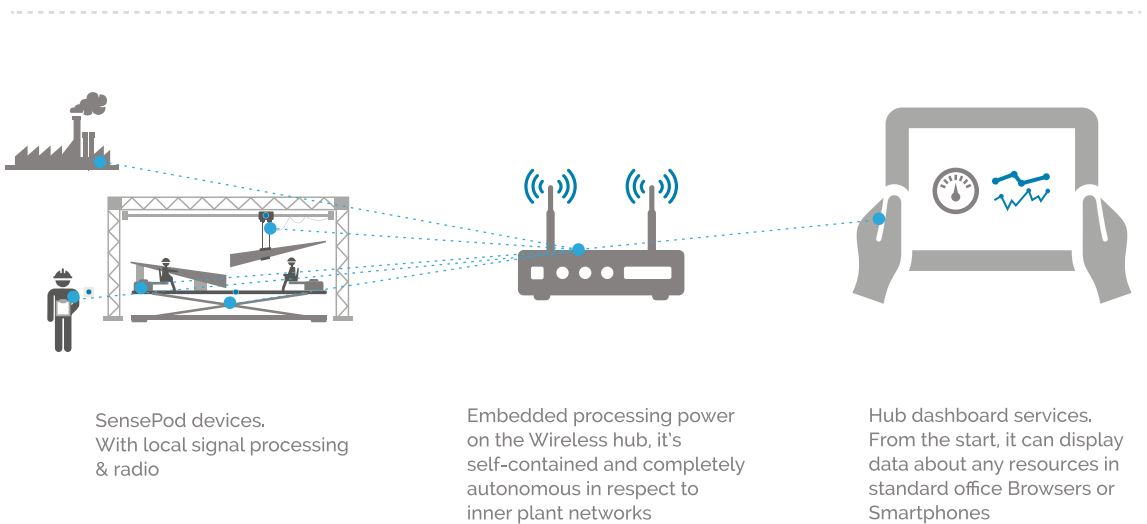 SensePod devices.
With local signal processing
& radio
Embedded processing power
on the Wireless hub, it's
self-contained and completely
autonomous in respect to
inner plant networks
Hub dashboard services.
From the start, it can display
data about any resources in
standard office Browsers or
Smartphones